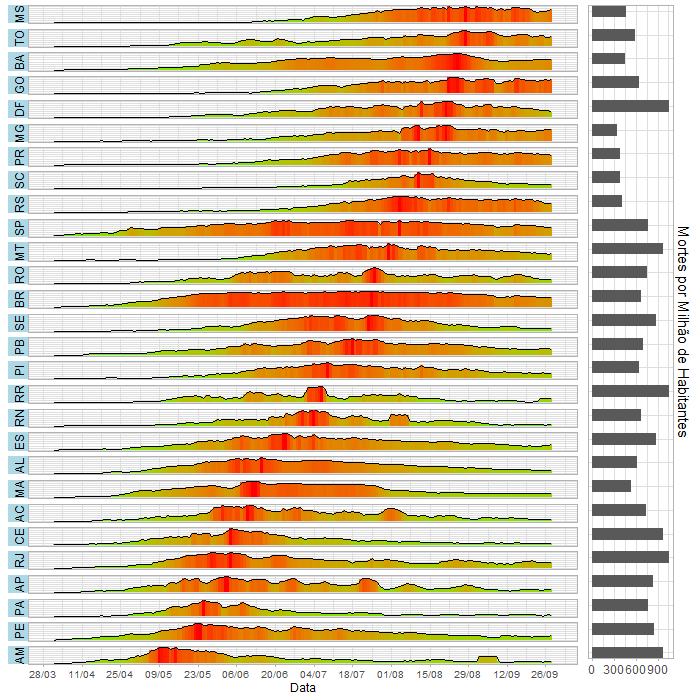 MS
TO
BA
GO
DF
MG
PR
SC
RS
SP
MT
RO
BR
SE
PB
PI
RR
RN
ES
AL
MA
AC
CE
RJ
AP
PA
PE
AM
28/03 11/04 25/04 09/05 23/05 06/06 20/06 04/07 18/07 01/08 15/08 29/08 12/09 26/09
Data
0 300 600 900
Mortes por Milhão de Habitantes